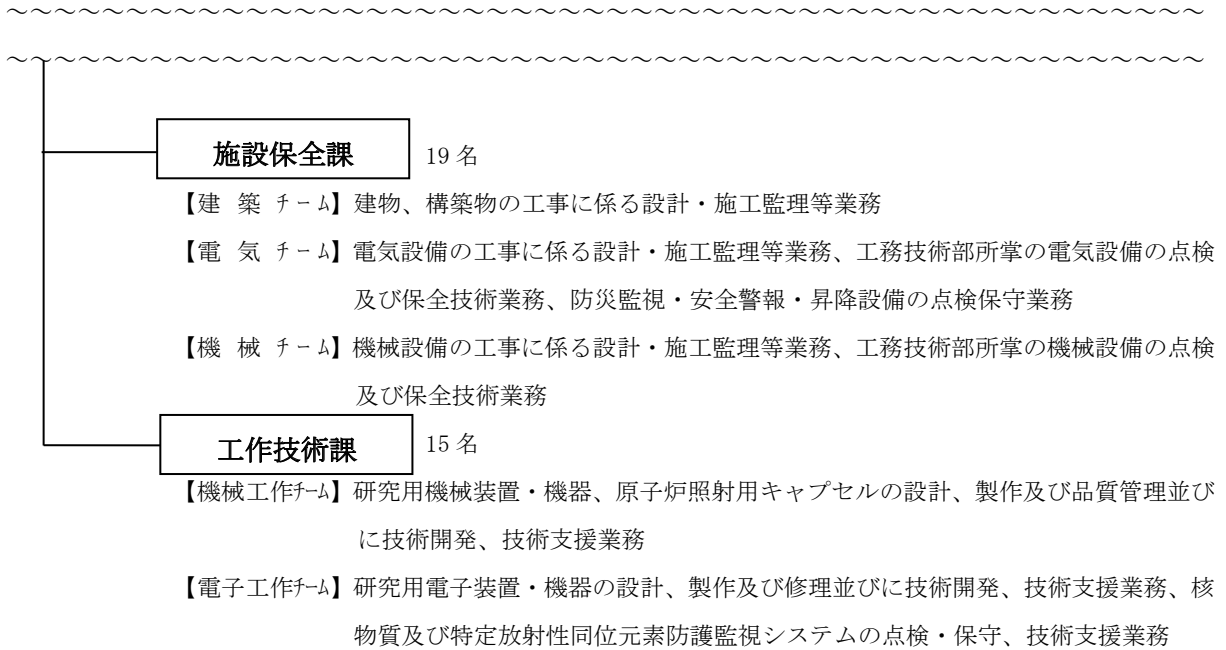 ～～～～～～～～～～～～～～～～～～～～～～～～～～～～～～～～～～～～～～～～～～～～～～～～～～
～～～～～～～～～～～～～～～～～～～～～～～～～～～～～～～～～～～～～～～～～～～～～～～～～～
施設保全課 19 名
【建 築 ﾁｰﾑ】建物、構築物の工事に係る設計・施工監理等業務
【電 気 ﾁｰﾑ】電気設備の工事に係る設計・施工監理等業務、工務技術部所掌の電気設備の点検
及び保全技術業務、防災監視・安全警報・昇降設備の点検保守業務
【機 械 ﾁｰﾑ】機械設備の工事に係る設計・施工監理等業務、工務技術部所掌の機械設備の点検
及び保全技術業務
工作技術課 15 名
【機械工作ﾁｰﾑ】研究用機械装置・機器、原子炉照射用キャプセルの設計、製作及び品質管理並び
に技術開発、技術支援業務
【電子工作ﾁｰﾑ】研究用電子装置・機器の設計、製作及び修理並びに技術開発、技術支援業務、核
物質及び特定放射性同位元素防護監視システムの点検・保守、技術支援業務